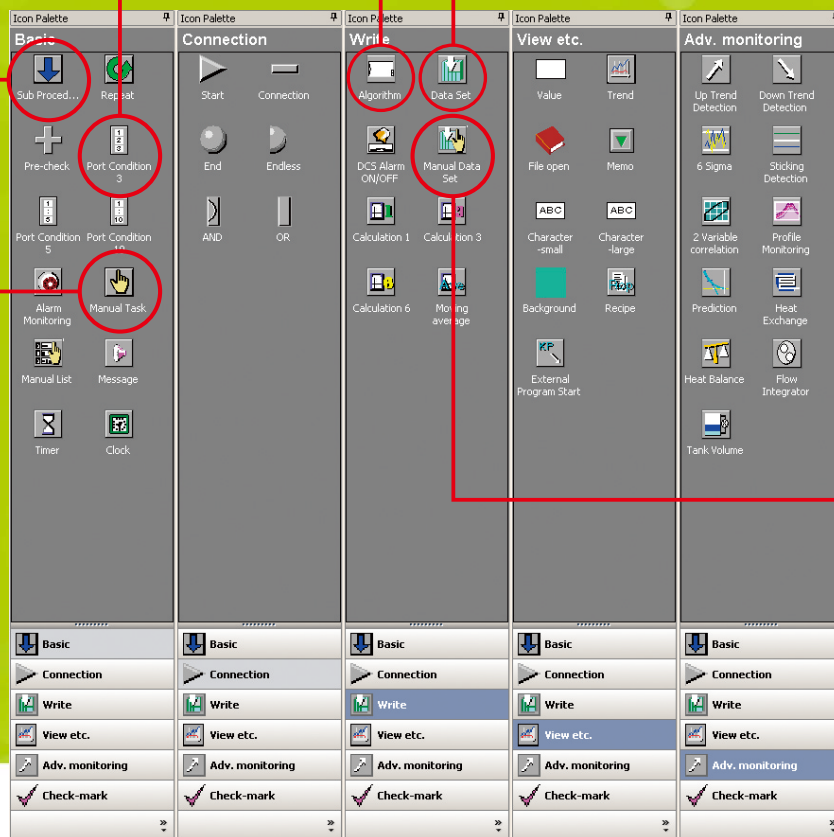 Icon Palette
Basic
Sub Proced...
Repeat
Pre-check
Port Condition
3
Port Condition
5
Port Condition
10
Alarm
Monitoring
Manual Task
Manual List
Message
Timer
Clock
Basic
Connection
Write
View etc.
Adv. monitoring
Check-mark
Icon Palette
Connection
Start
Connection
End
Endless
AND
OR
Basic
Connection
Write
View etc.
Adv. monitoring
Check-mark
Icon Palette
Write
Algorithm
Data Set
DCS Alarm
ON/OFF
Manual Data
Set
Calculation 1
Calculation 3
Calculation 6
Moving
average
Basic
Connection
Write
View etc.
Adv. monitoring
Check-mark
Icon Palette
View etc.
Value
Trend
File open
Memo
ABC
Character
-small
ABC
Character
-large
Background
Recipe
External
Program Start
Basic
Connection
Write
View etc.
Adv. monitoring
Check-mark
Icon Palette
Adv. monitoring
Up Trend
Detection
Down Trend
Detection
6 Sigma
Sticking
Detection
2 Variable
correlation
Profile
Monitoring
Prediction
Heat
Exchange
Heat Balance
Flow
Integrator
Tank Volume
Basic
Connection
Write
View etc.
Adv. monitoring
Check-mark